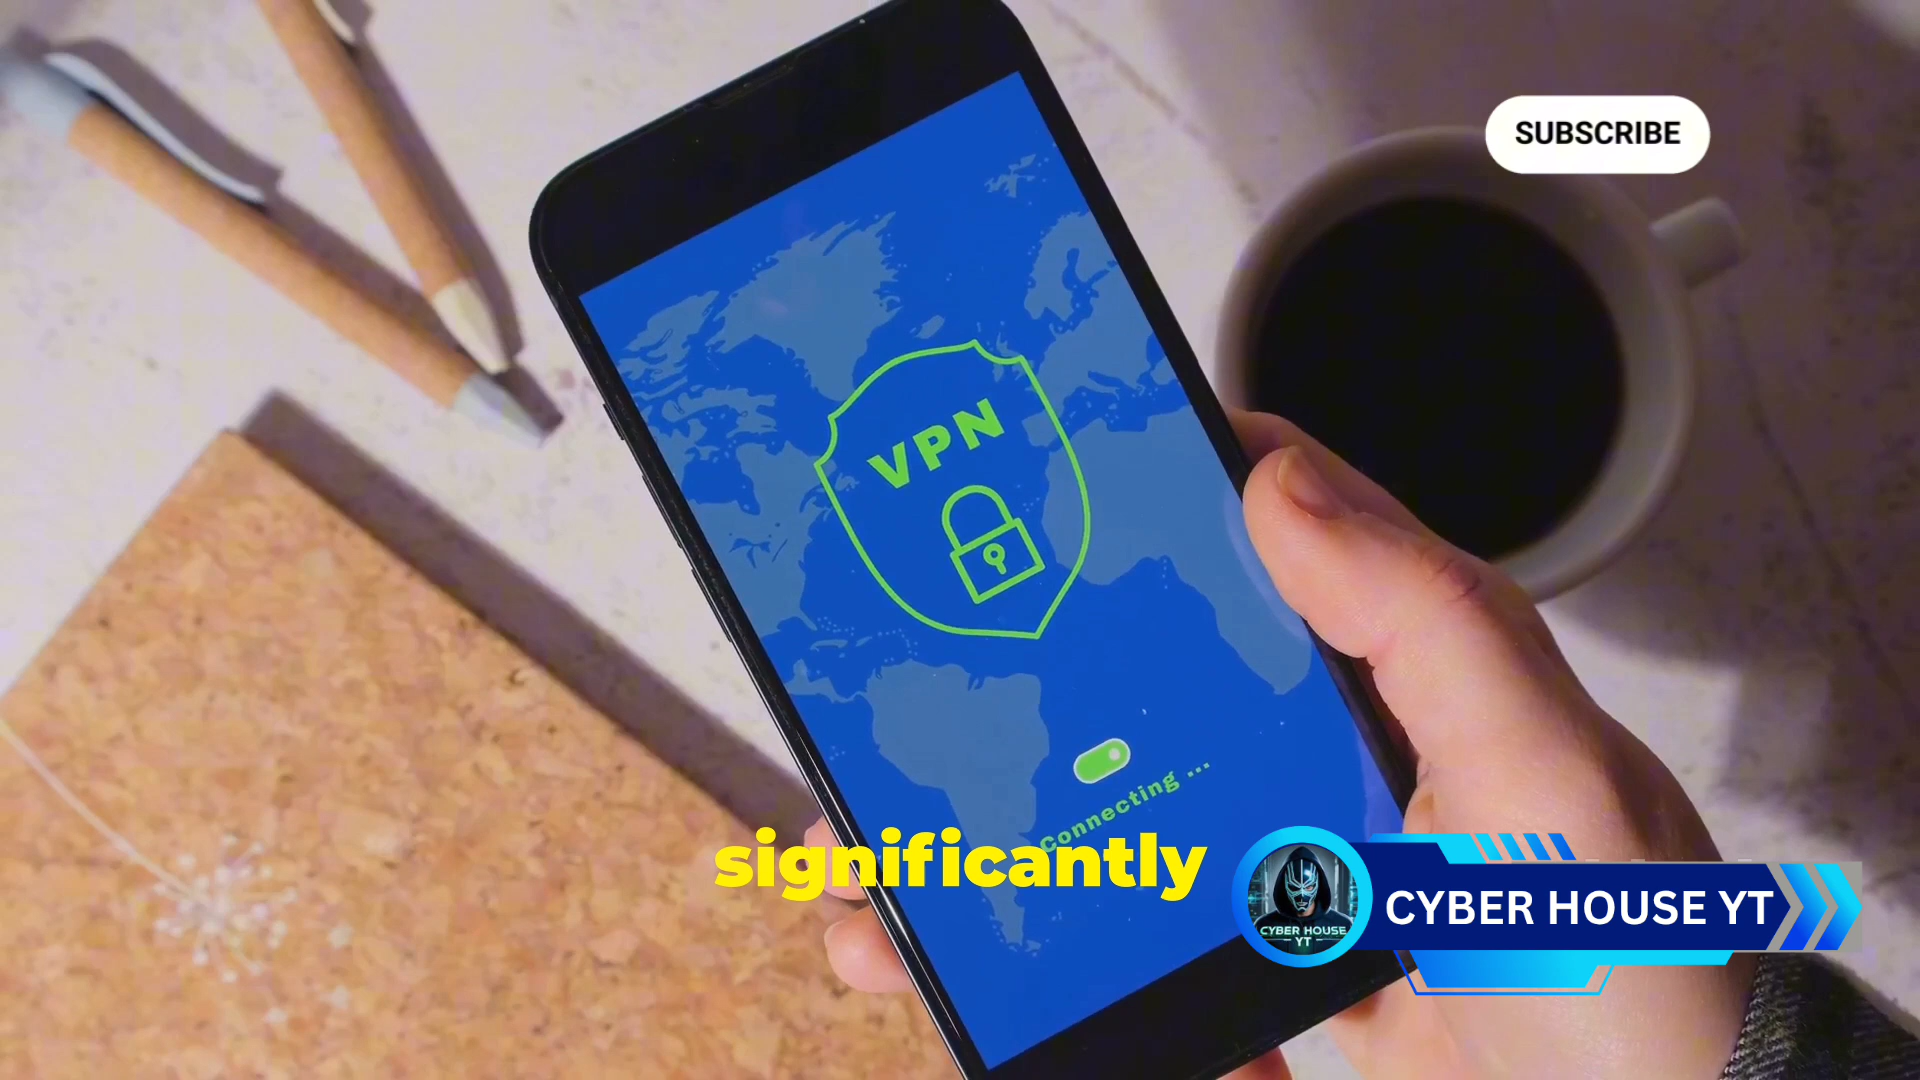 SUBSCRIBE
VPN
connecting ...
significantly
CYBER HOUSE YT
CYBER HOUSE
YT